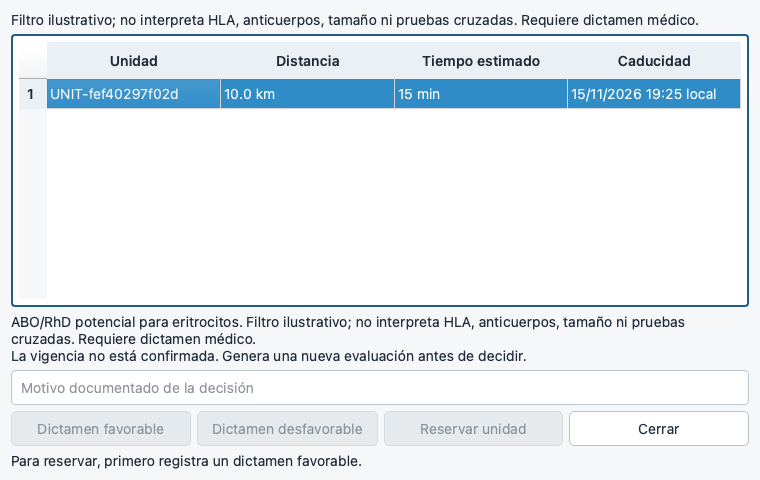 Filtro ilustrativo; no interpreta HLA, anticuerpos, tamaño ni pruebas cruzadas. Requiere dictamen médico.
Unidad Distancia Tiempo estimado Caducidad
1 UNIT-fef40297f02d 10.0 km 15 min 15/11/2026 19:25 local
ABO/RhD potencial para eritrocitos. Filtro ilustrativo; no interpreta HLA, anticuerpos, tamaño ni pruebas
cruzadas. Requiere dictamen médico.
La vigencia no está confirmada. Genera una nueva evaluación antes de decidir.
Motivo documentado de la decisión
Dictamen favorable Dictamen desfavorable Reservar unidad Cerrar
Para reservar, primero registra un dictamen favorable.